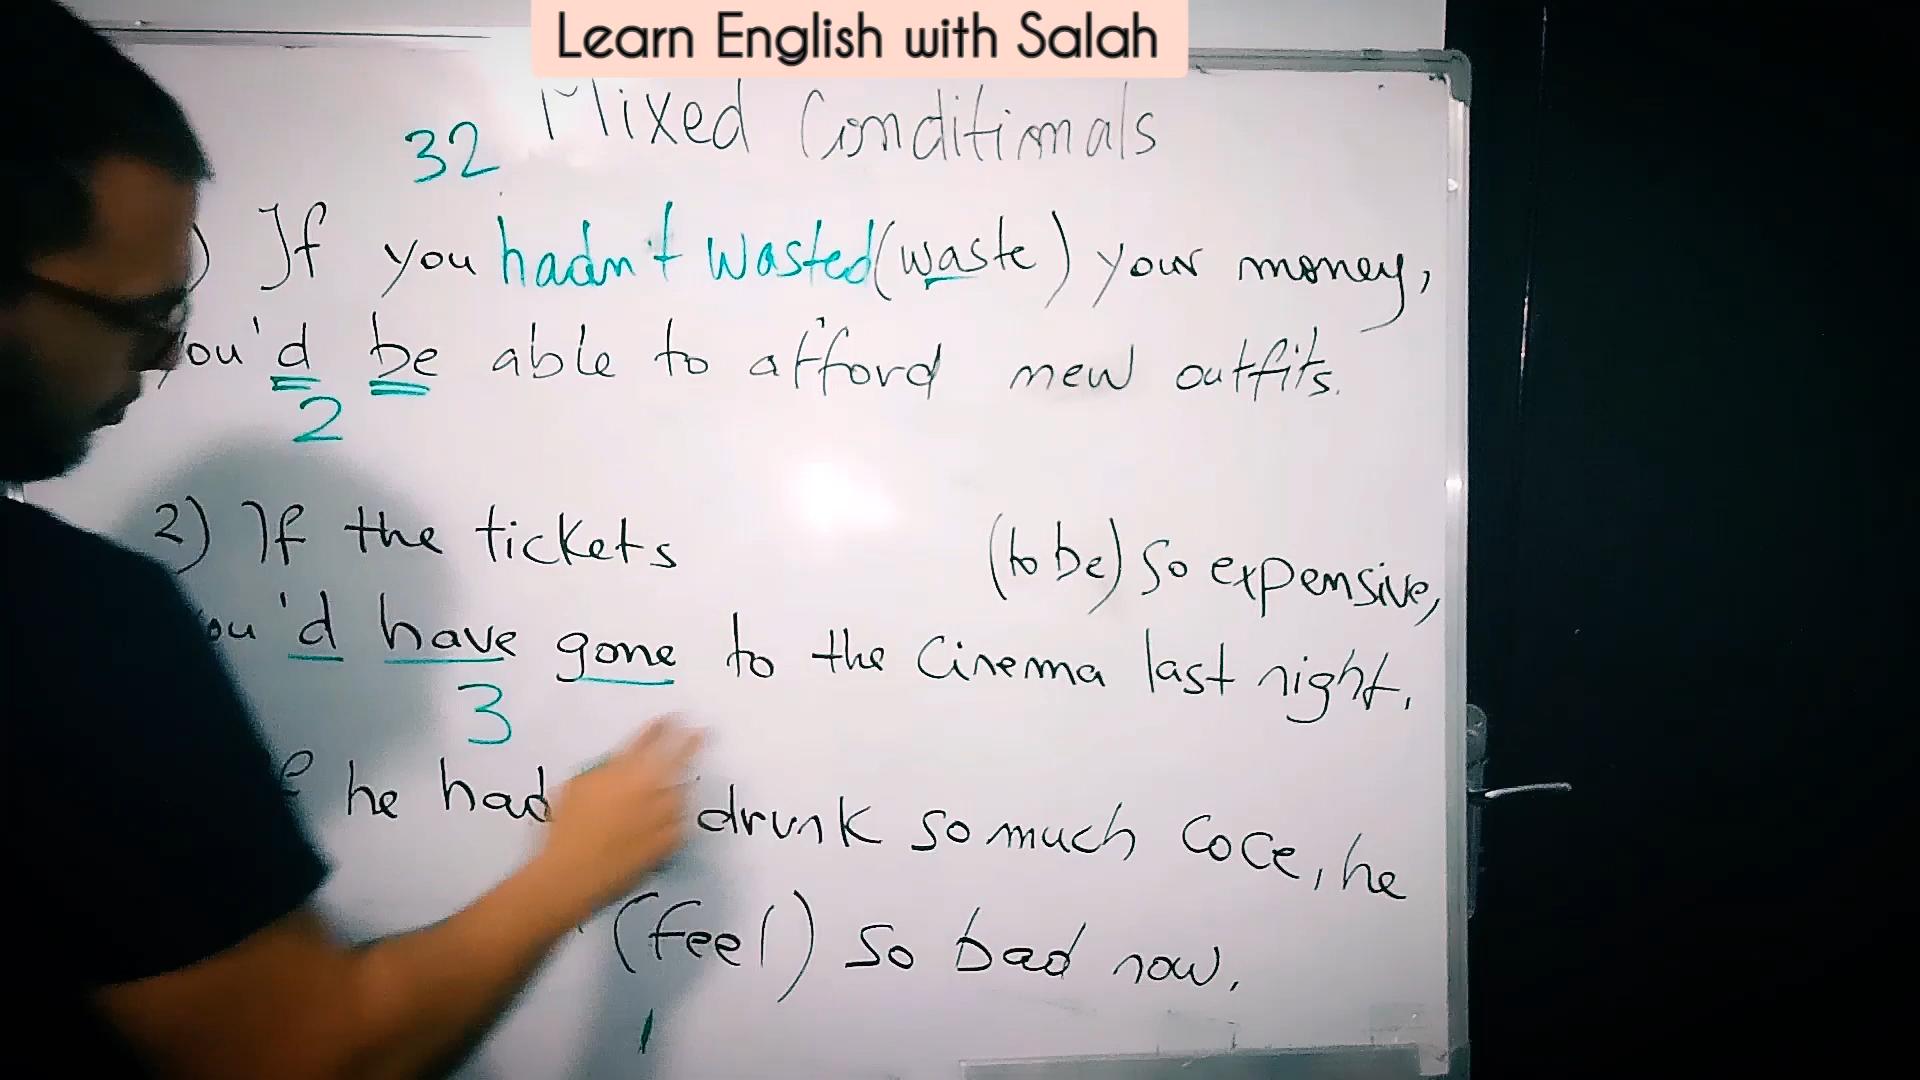 Learn English with Salah
Mixed Conditionals
32
) If you hadn't wasted (waste) your money,
you'd be able to afford new outfits.
2
2) If the tickets (to be) so expensive,
ou'd have gone to the Cinema last night.
3
he had drunk so much Coce, he
(feel) so bad now.